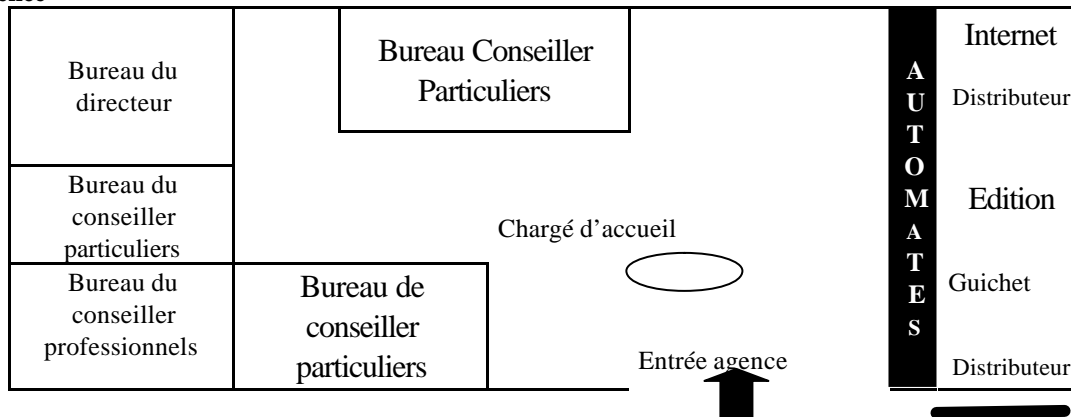 Bureau du
directeur
Bureau Conseiller
Particuliers
Bureau du
conseiller
particuliers
Chargé d’accueil
Bureau du
conseiller
professionnels
Bureau de
conseiller
particuliers
Entrée agence
AUTOMATES
Internet
Distributeur
Edition
Guichet
Distributeur